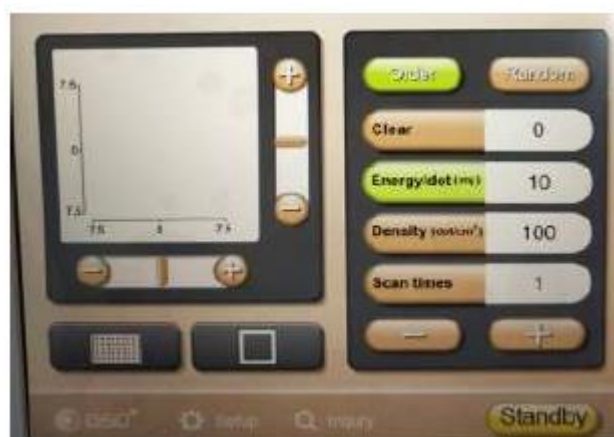 Order Random
7.5
0
7.5
7.5 0 7.5
Clear 0
Energy/dot (mj) 10
Density (dot/cm²) 100
Scan times 1
Setup Inquiry Standby